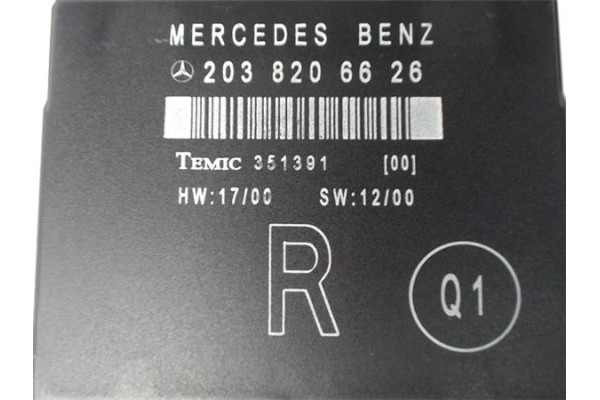 MERCEDES BENZ
203 820 66 26
TEMIC 351391 [00]
HW:17/00 SW:12/00
R
Q1